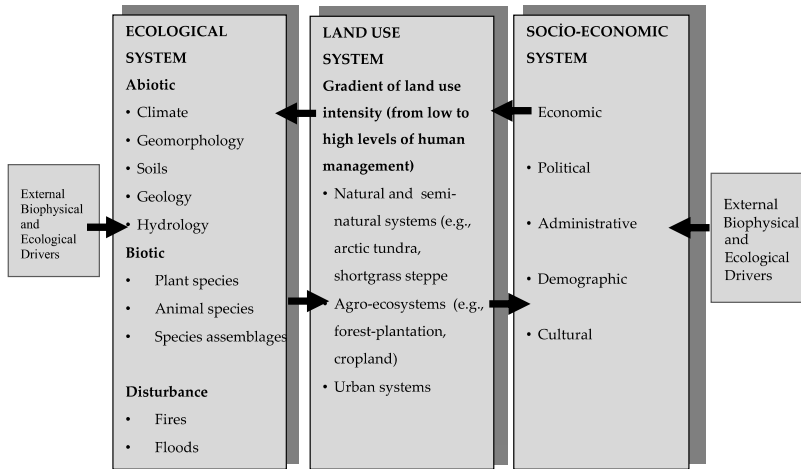 External
Biophysical
and
Ecological
Drivers
ECOLOGICAL
SYSTEM
Abiotic
• Climate
• Geomorphology
• Soils
• Geology
• Hydrology
Biotic
• Plant species
• Animal species
• Species assemblages
Disturbance
• Fires
• Floods
LAND USE
SYSTEM
Gradient of land use
intensity (from low to
high levels of human
management)
• Natural and semi-
natural systems (e.g.,
arctic tundra,
shortgrass steppe
• Agro-ecosystems (e.g.,
forest-plantation,
cropland)
• Urban systems
SOCİO-ECONOMIC
SYSTEM
• Economic
• Political
• Administrative
• Demographic
• Cultural
External
Biophysical
and
Ecological
Drivers